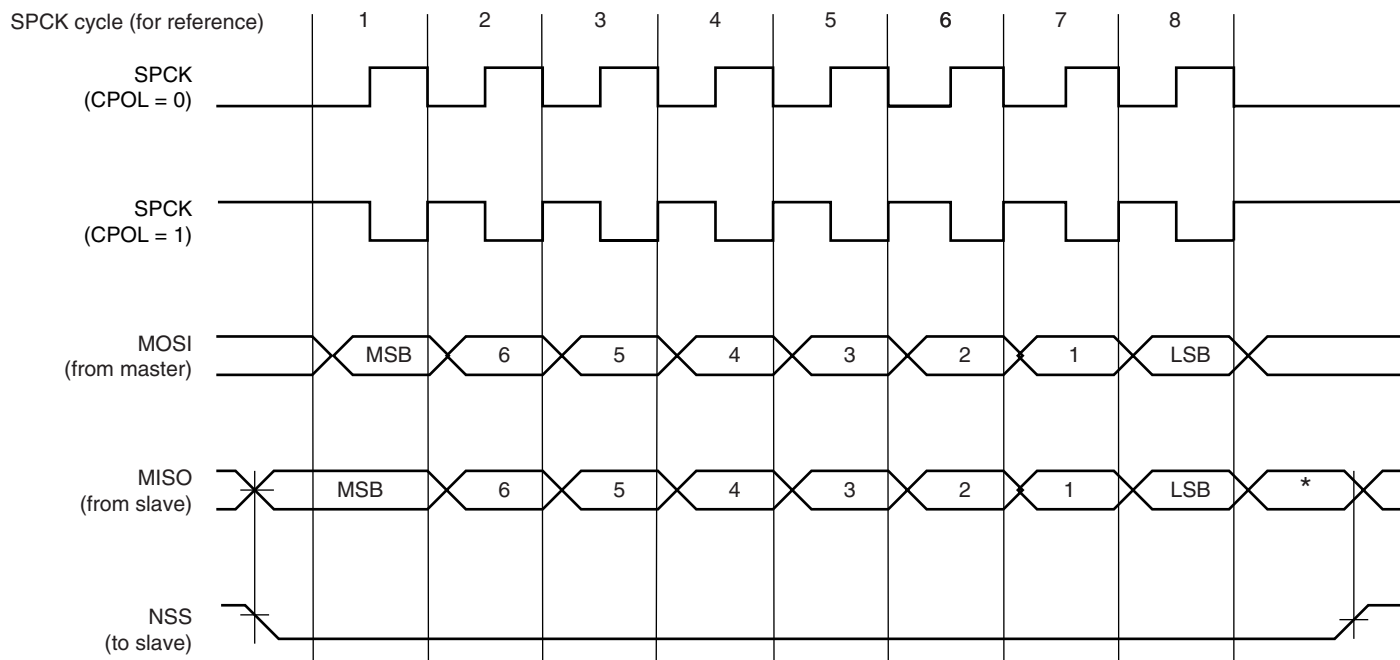 SPCK cycle (for reference) 1 2 3 4 5 6 7 8
SPCK
(CPOL = 0)
SPCK
(CPOL = 1)
MOSI
(from master)
MSB 6 5 4 3 2 1 LSB
MISO
(from slave)
MSB 6 5 4 3 2 1 LSB *
NSS
(to slave)